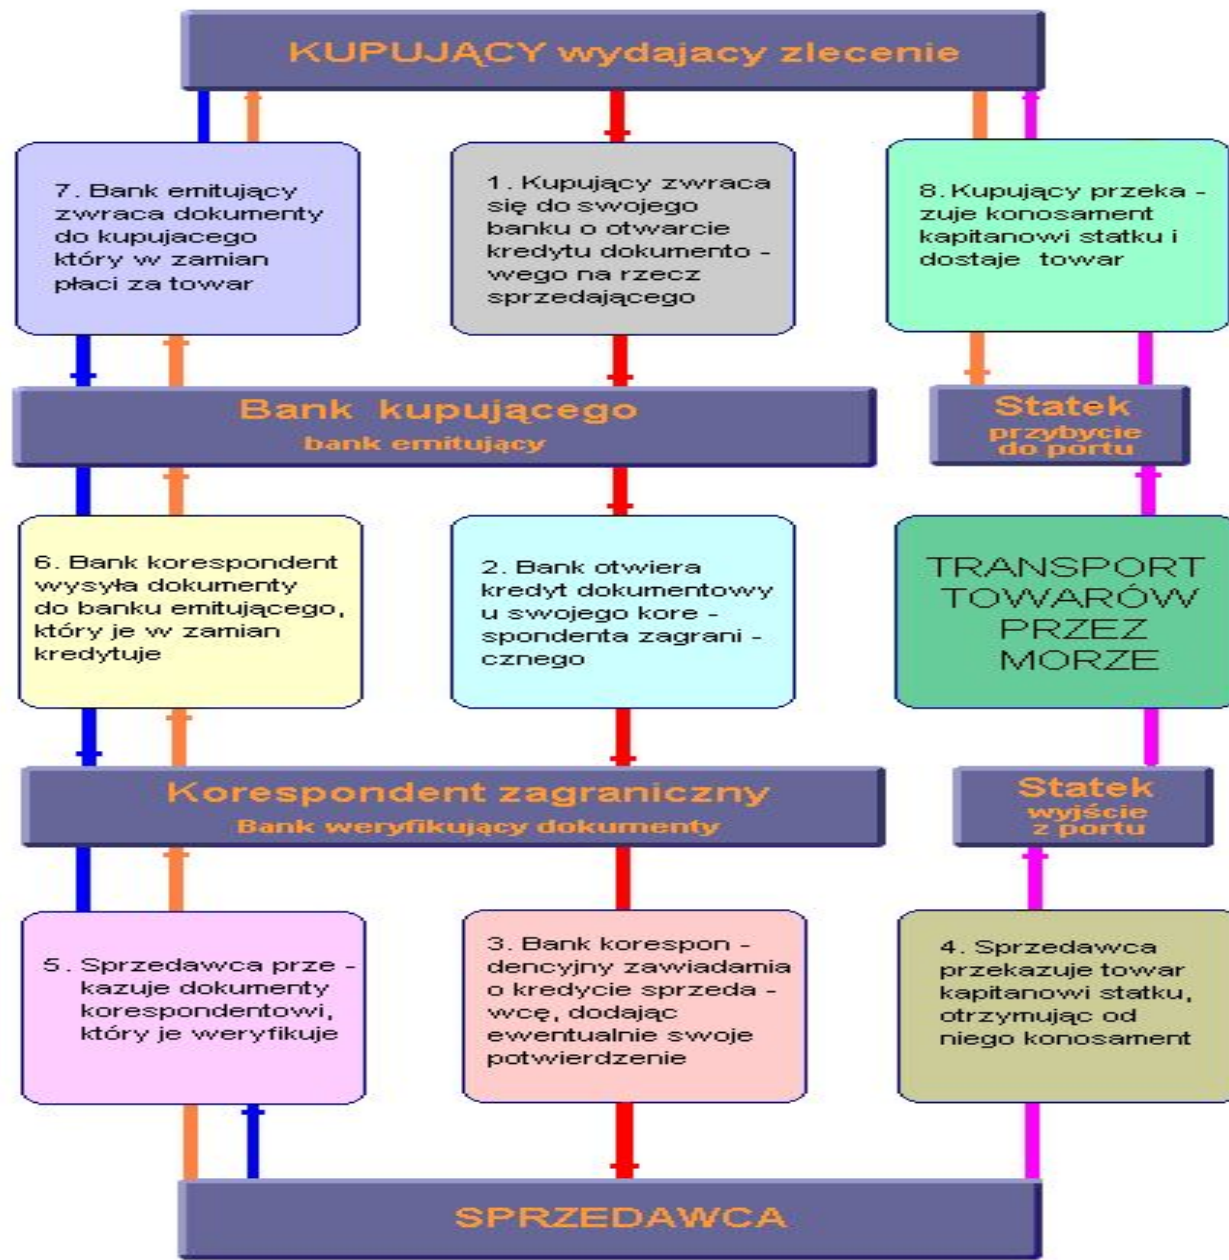 KUPUJĄCY wydajacy zlecenie
7. Bank emitujący
zwraca dokumenty
do kupujacego
który w zamian
płaci za towar
1. Kupujący zwraca
się do swojego
banku o otwarcie
kredytu dokumento -
wego na rzecz
sprzedającego
8.Kupujący przeka -
zuje konosament
kapitanowi statku i
dostaje towar
Bank kupującego
bank emitujący
Statek
przybycie
do portu
6. Bank korespondent
wysyła dokumenty
do banku emitującego,
który je w zamian
kredytuje
2. Bank otwiera
kredyt dokumentowy
u swojego kore -
spondenta zagrani -
cznego
TRANSPORT
TOWARÓW
PRZEZ
MORZE
Korespondent zagraniczny
Bank weryfikujący dokumenty
Statek
wyjście
z portu
5. Sprzedawca prze -
kazuje dokumenty
korespondentowi,
który je weryfikuje
3. Bank korespon -
dencyjny zawiadamia
o kredycie sprzeda -
wcę, dodając
ewentualnie swoje
potwierdzenie
4. Sprzedawca
przekazuje towar
kapitanowi statku,
otrzymując od
niego konosament
SPRZEDAWCA